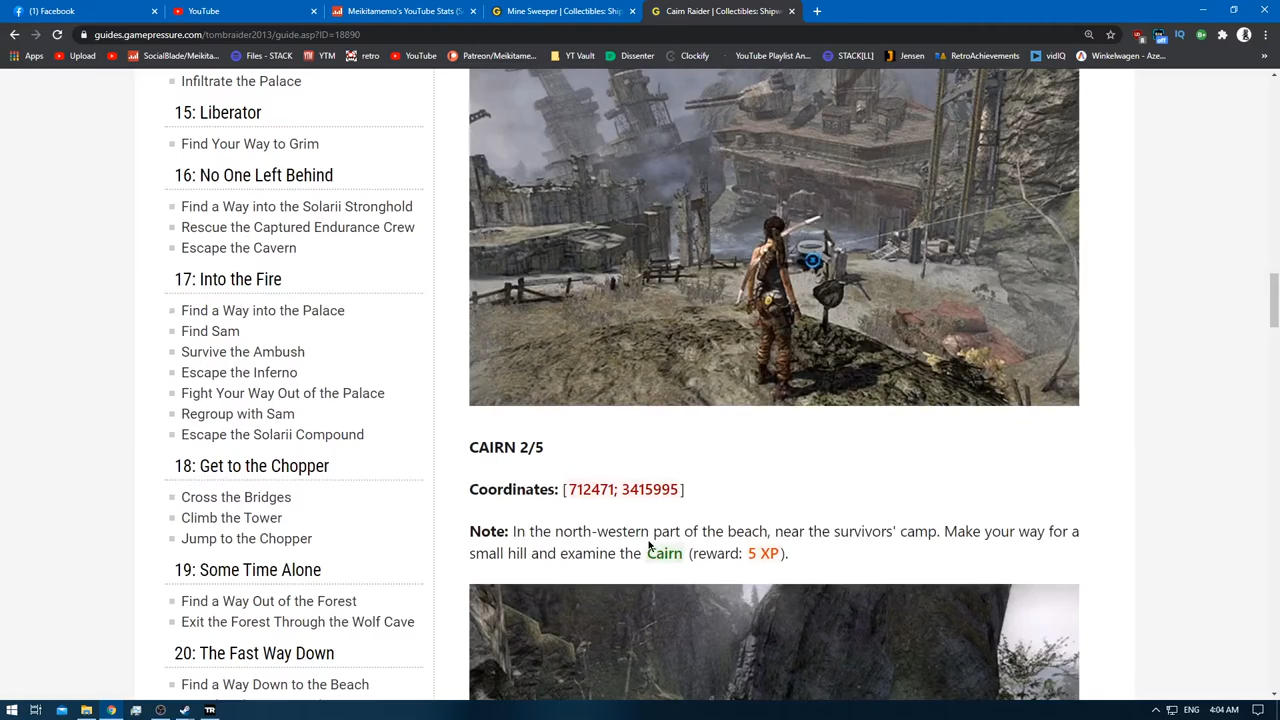 (1) Facebook
YouTube
Meikitamemo's YouTube Stats (S
Mine Sweeper | Collectibles: Ship
Cairn Raider | Collectibles: Shipw
guides.gamepressure.com/tombraider2013/guide.asp?ID=18890
Apps Upload SocialBlade/Meikita... Files - STACK YTM retro YouTube Patreon/Meikitame... YT Vault Dissenter Clockify YouTube Playlist An... STACK[LL] Jensen RetroAchievements vidIQ Winkelwagen - Aze... »
Infiltrate the Palace
15: Liberator
Find Your Way to Grim
16: No One Left Behind
Find a Way into the Solarii Stronghold
Rescue the Captured Endurance Crew
Escape the Cavern
17: Into the Fire
Find a Way into the Palace
Find Sam
Survive the Ambush
Escape the Inferno
Fight Your Way Out of the Palace
Regroup with Sam
Escape the Solarii Compound
18: Get to the Chopper
Cross the Bridges
Climb the Tower
Jump to the Chopper
19: Some Time Alone
Find a Way Out of the Forest
Exit the Forest Through the Wolf Cave
20: The Fast Way Down
Find a Way Down to the Beach
CAIRN 2/5
Coordinates: [712471; 3415995]
Note: In the north-western part of the beach, near the survivors' camp. Make your way for a
small hill and examine the Cairn (reward: 5 XP).
TR
ENG 4:04 AM